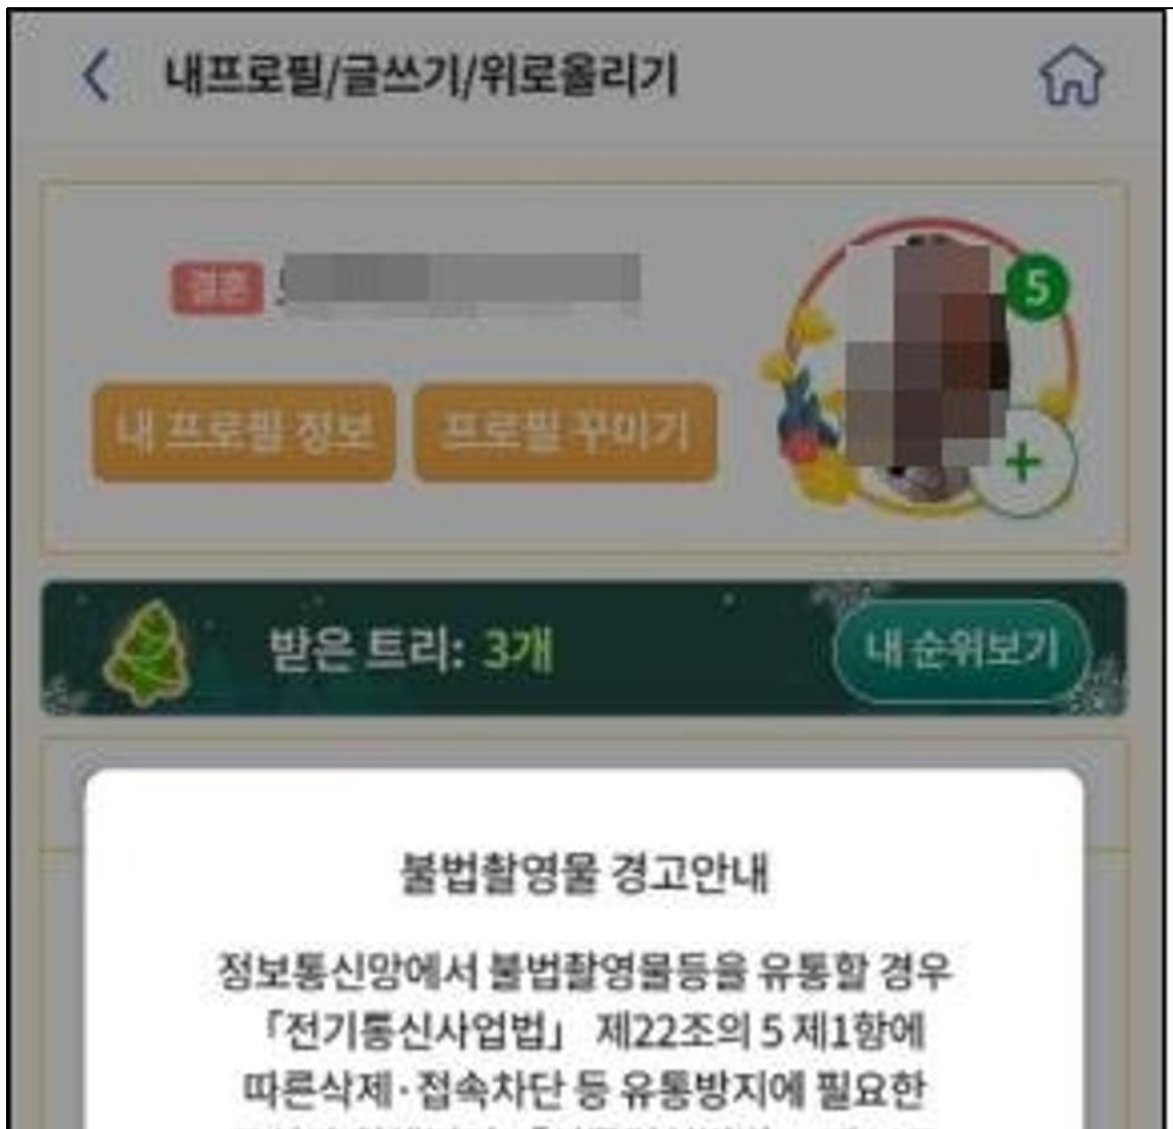 내프로필/글쓰기/위로올리기
결혼
5
내 프로필 정보
프로필 꾸미기
+
받은 트리: 3개
내 순위보기
불법촬영물 경고안내
정보통신망에서 불법촬영물등을 유통할 경우
「전기통신사업법」 제22조의 5 제1항에
따른삭제·접속차단 등 유통방지에 필요한